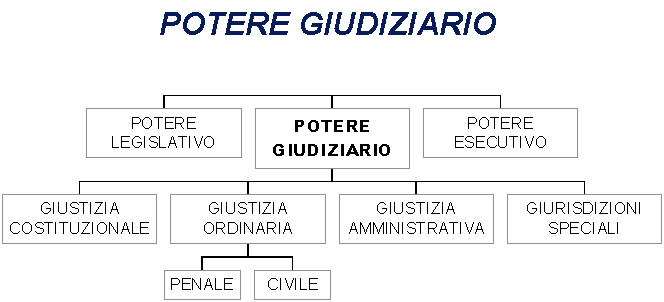 POTERE GIUDIZIARIO
POTERE
LEGISLATIVO
POTERE
GIUDIZIARIO
POTERE
ESECUTIVO
GIUSTIZIA
COSTITUZIONALE
GIUSTIZIA
ORDINARIA
GIUSTIZIA
AMMINISTRATIVA
GIURISDIZIONI
SPECIALI
PENALE
CIVILE